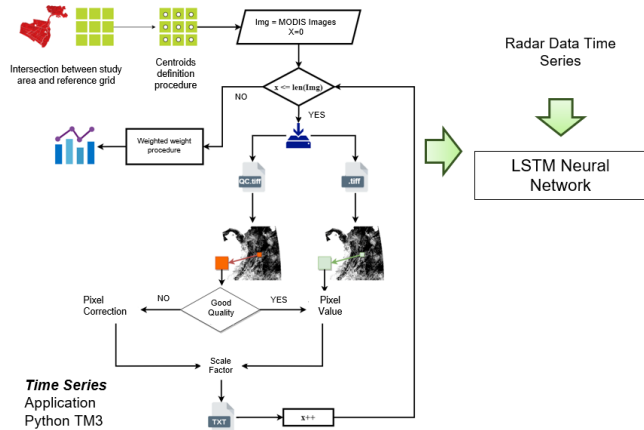 Intersection between study
area and reference grid
Centroids
definition
procedure
Img = MODIS Images
X=0
x <= len(Img)
NO
YES
Weighted weight
procedure
QC.tiff
.tiff
Good
Quality
NO
YES
Pixel
Correction
Pixel
Value
Scale
Factor
TXT
x++
Time Series
Application
Python TM3
Radar Data Time
Series
LSTM Neural
Network